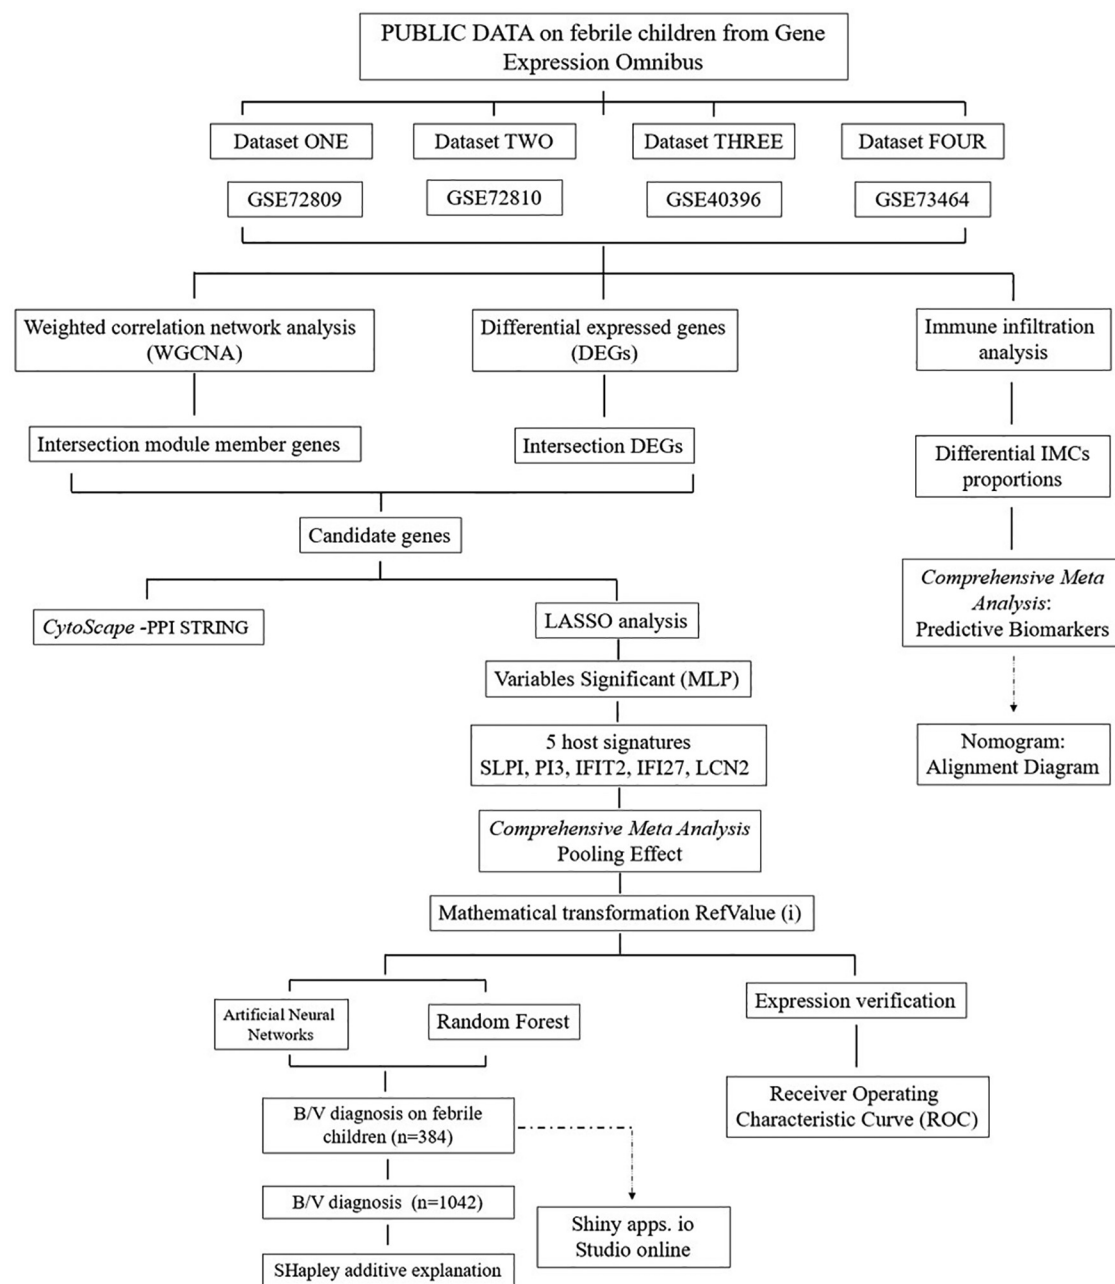 PUBLIC DATA on febrile children from Gene
Expression Omnibus
Dataset ONE
Dataset TWO
Dataset THREE
Dataset FOUR
GSE72809
GSE72810
GSE40396
GSE73464
Weighted correlation network analysis
(WGCNA)
Differential expressed genes
(DEGs)
Immune infiltration
analysis
Intersection module member genes
Intersection DEGs
Differential IMCs
proportions
Candidate genes
CytoScape -PPI STRING
LASSO analysis
Comprehensive Meta
Analysis:
Predictive Biomarkers
Variables Significant (MLP)
5 host signatures
SLPI, PI3, IFIT2, IFI27, LCN2
Nomogram:
Alignment Diagram
Comprehensive Meta Analysis
Pooling Effect
Mathematical transformation RefValue (i)
Artificial Neural
Networks
Random Forest
Expression verification
B/V diagnosis on febrile
children (n=384)
Receiver Operating
Characteristic Curve (ROC)
B/V diagnosis (n=1042)
Shiny apps. io
Studio online
SHapley additive explanation